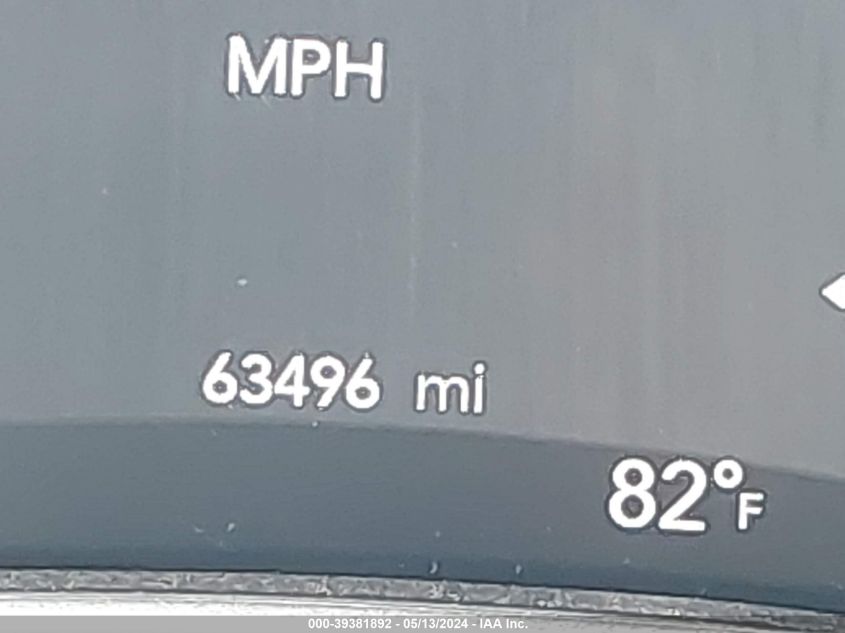 MPH
63496 mi
82°F
000-39381892 - 05/13/2024 - IAA Inc.